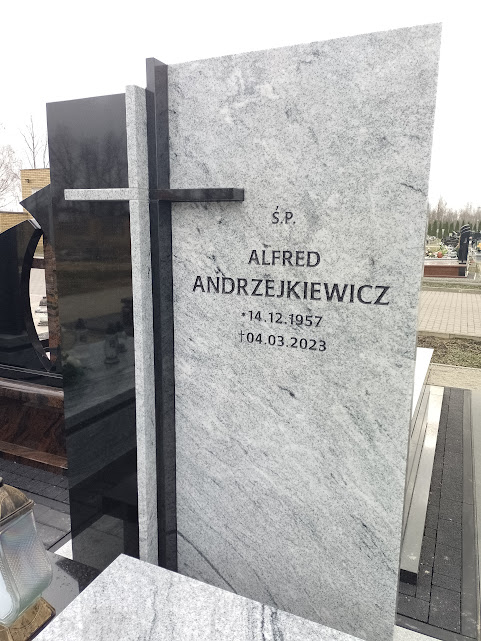 Ś.P.
ALFRED
ANDRZEJKIEWICZ
*14.12.1957
†04.03.2023